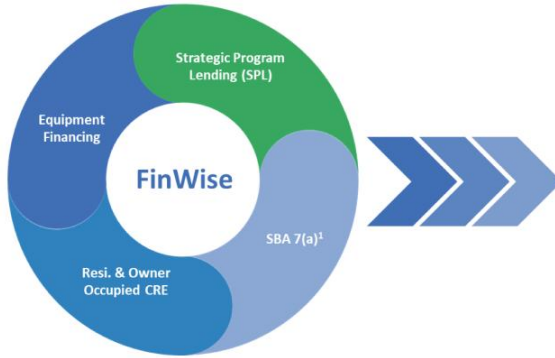 Strategic Program
Lending (SPL)
Equipment
Financing
FinWise
SBA 7(a)¹
Resi. & Owner
Occupied CRE